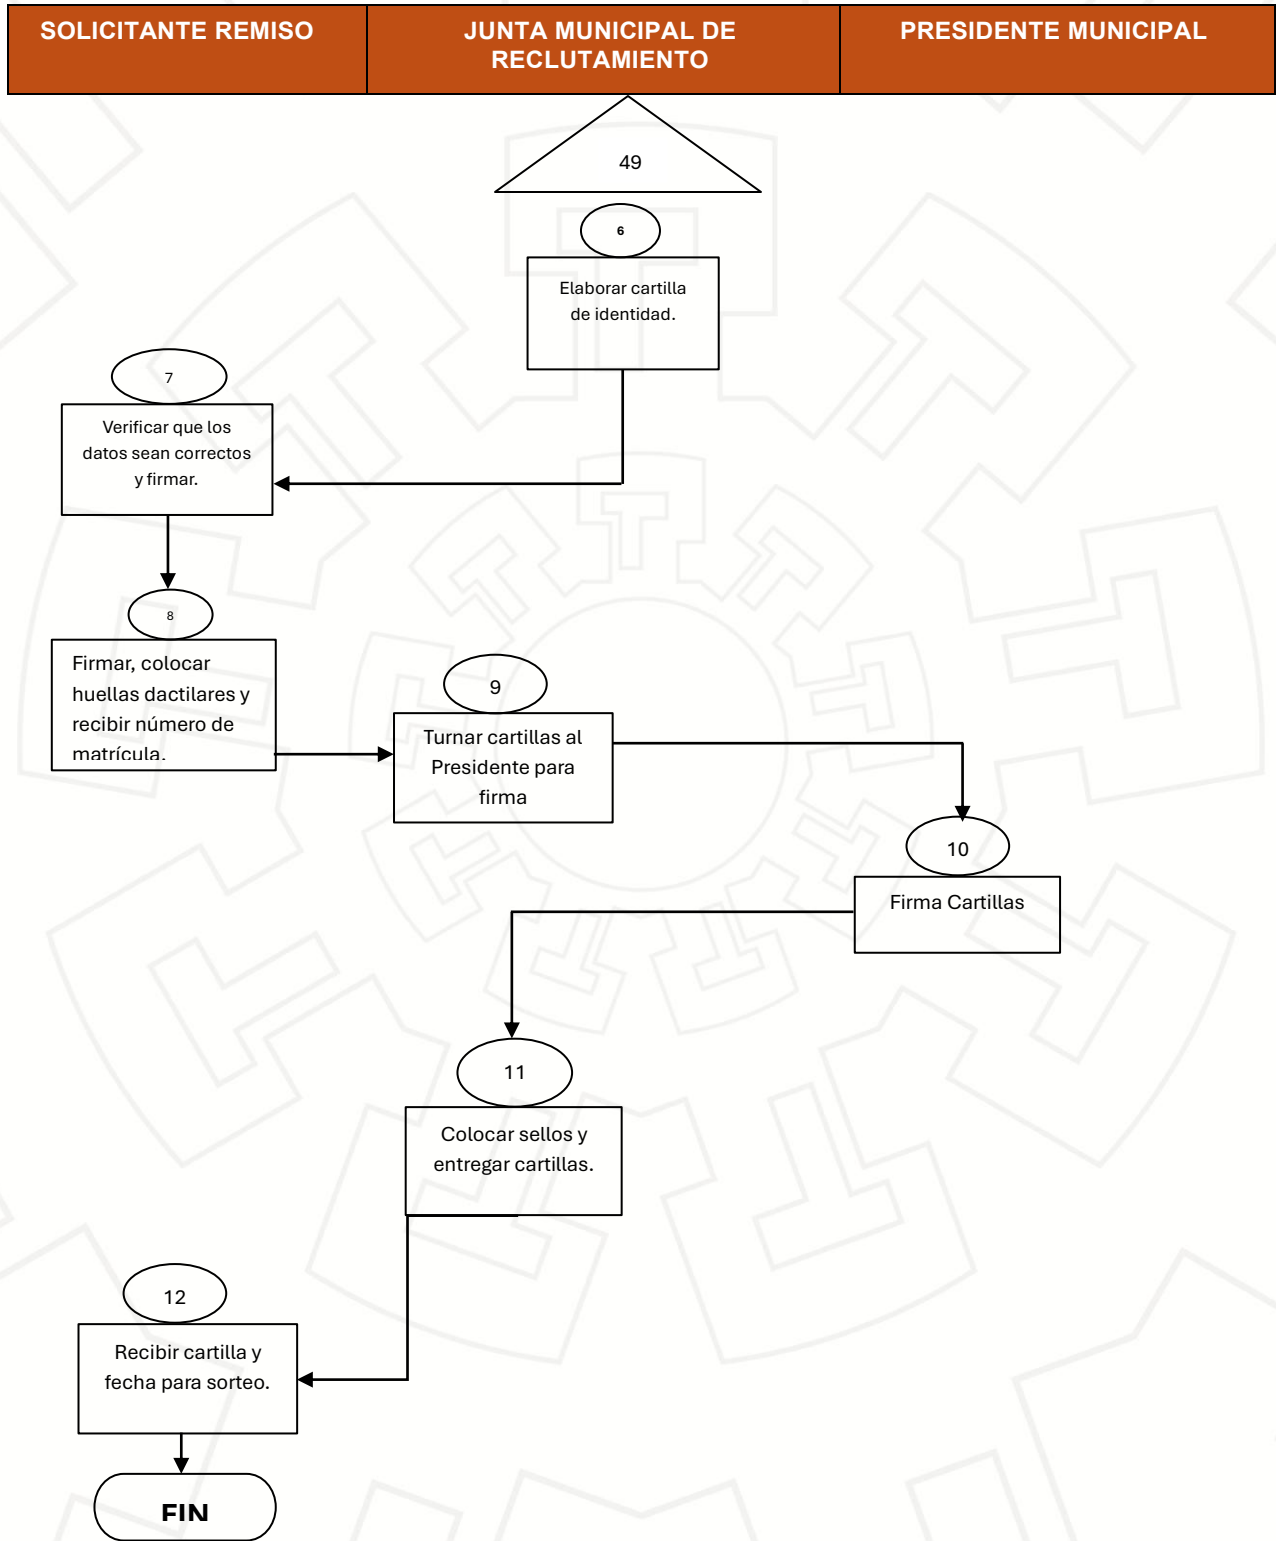 SOLICITANTE REMISO
JUNTA MUNICIPAL DE
RECLUTAMIENTO
PRESIDENTE MUNICIPAL
49
6
Elaborar cartilla
de identidad.
7
Verificar que los
datos sean correctos
y firmar.
8
Firmar, colocar
huellas dactilares y
recibir número de
matrícula.
9
Turnar cartillas al
Presidente para
firma
10
Firma Cartillas
11
Colocar sellos y
entregar cartillas.
12
Recibir cartilla y
fecha para sorteo.
FIN